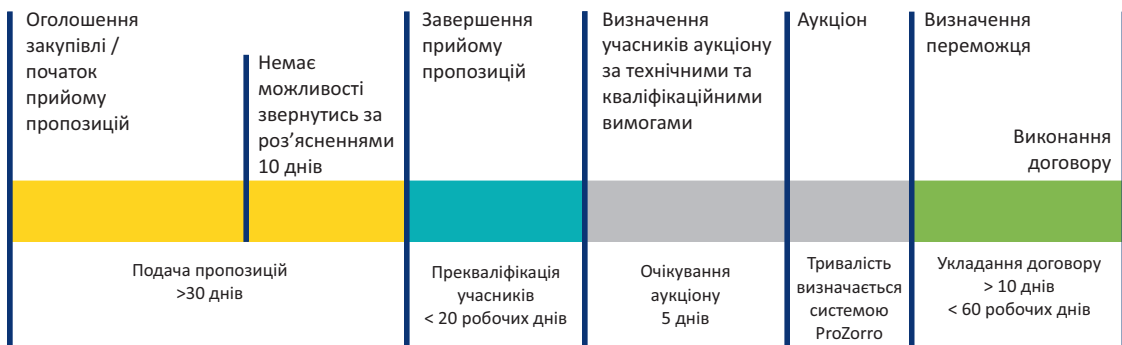 Оголошення
закупівлі /
початок
прийому
пропозицій
Немає
можливості
звернутись за
роз’ясненнями
10 днів
Завершення
прийому
пропозицій
Визначення
учасників аукціону
за технічними та
кваліфікаційними
вимогами
Аукціон
Визначення
переможця
Виконання
договору
Подача пропозицій
>30 днів
Прекваліфікація
учасників
< 20 робочих днів
Очікування
аукціону
5 днів
Тривалість
визначається
системою
ProZorro
Укладання договору
> 10 днів
< 60 робочих днів